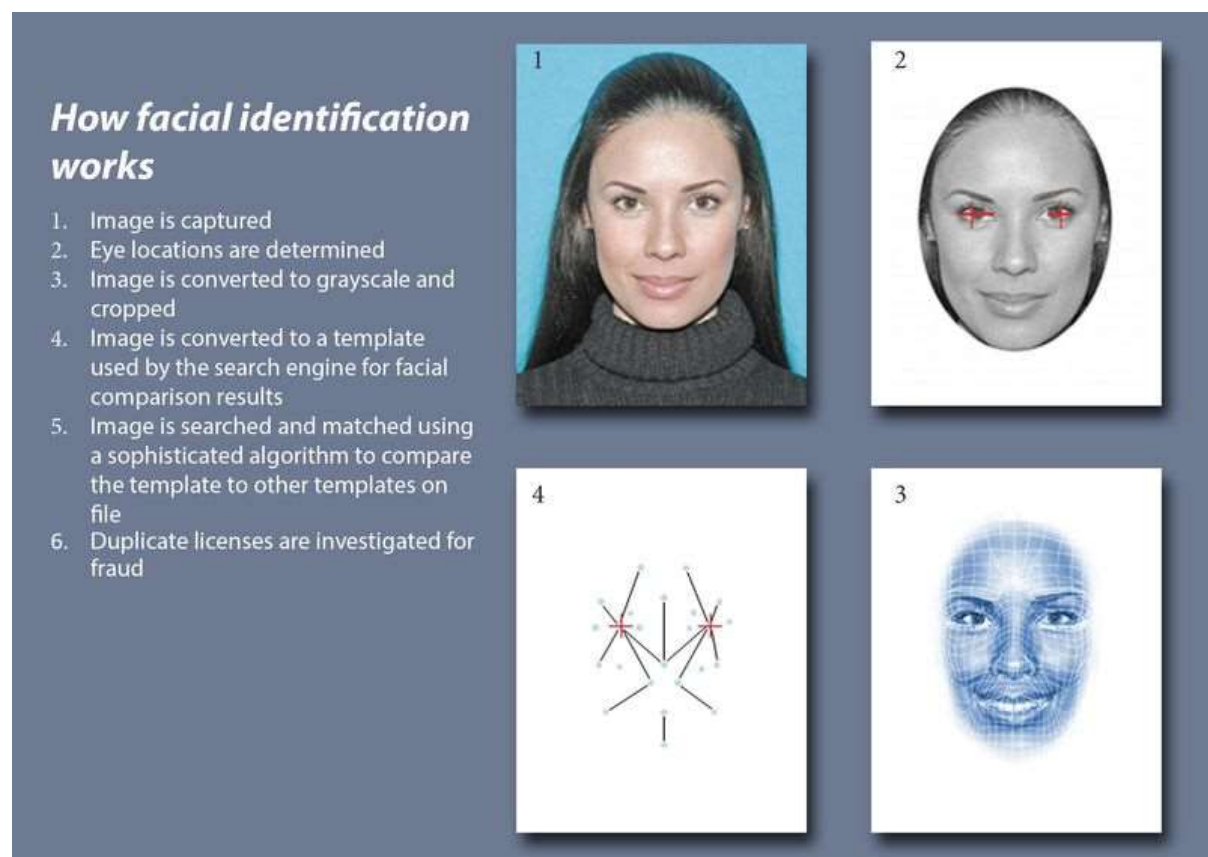 How facial identification
works
1. Image is captured
2. Eye locations are determined
3. Image is converted to grayscale and
cropped
4. Image is converted to a template
used by the search engine for facial
comparison results
5. Image is searched and matched using
a sophisticated algorithm to compare
the template to other templates on
file
6. Duplicate licenses are investigated for
fraud
1
2
4
3